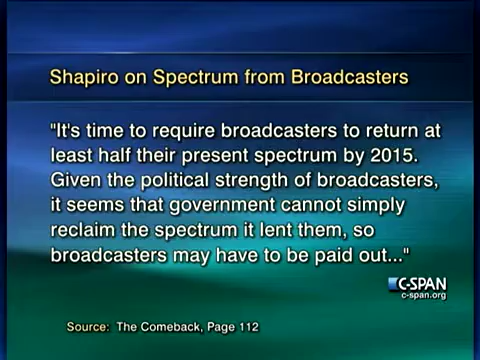 Shapiro on Spectrum from Broadcasters
"It's time to require broadcasters to return at
least half their present spectrum by 2015.
Given the political strength of broadcasters,
it seems that government cannot simply
reclaim the spectrum it lent them, so
broadcasters may have to be paid out..."
C-SPAN
c-span.org
Source: The Comeback, Page 112